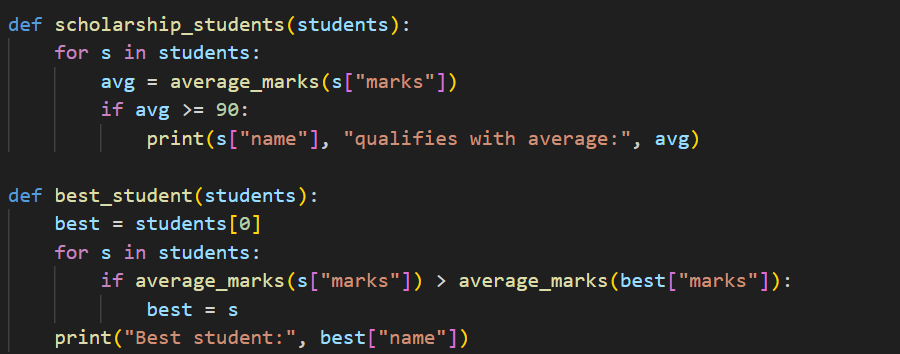 def scholarship_students(students):
    for s in students:
        avg = average_marks(s["marks"])
        if avg >= 90:
            print(s["name"], "qualifies with average:", avg)

def best_student(students):
    best = students[0]
    for s in students:
        if average_marks(s["marks"]) > average_marks(best["marks"]):
            best = s
    print("Best student:", best["name"])